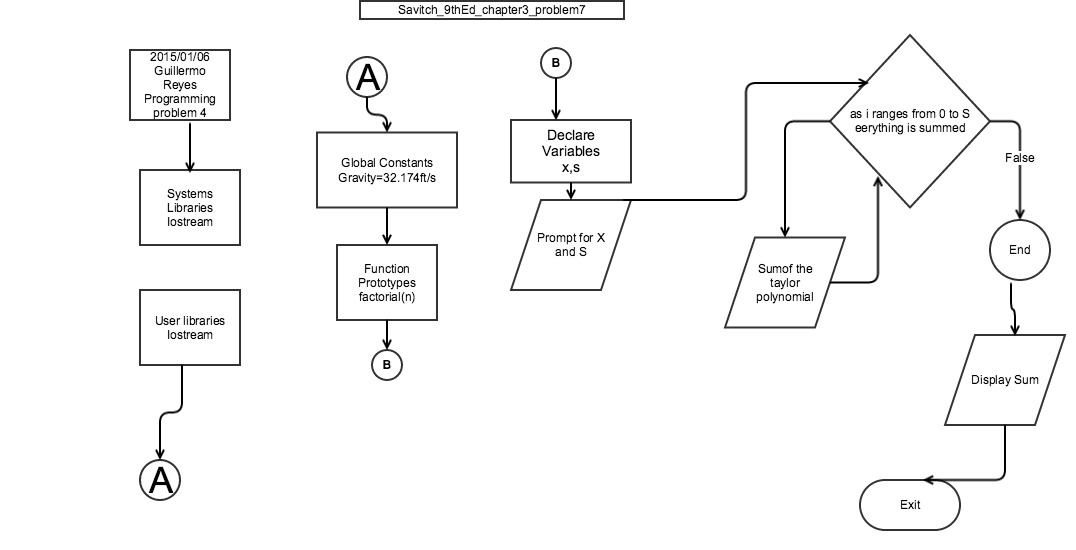 Savitch_9thEd_chapter3_problem7
2015/01/06
Guillermo
Reyes
Programming
problem 4
Systems
Libraries
Iostream
User libraries
Iostream
A
A
Global Constants
Gravity=32.174ft/s
Function
Prototypes
factorial(n)
B
B
Declare
Variables
x,s
Prompt for X
and S
as i ranges from 0 to S
eerything is summed
Sumof the
taylor
polynomial
False
End
Display Sum
Exit